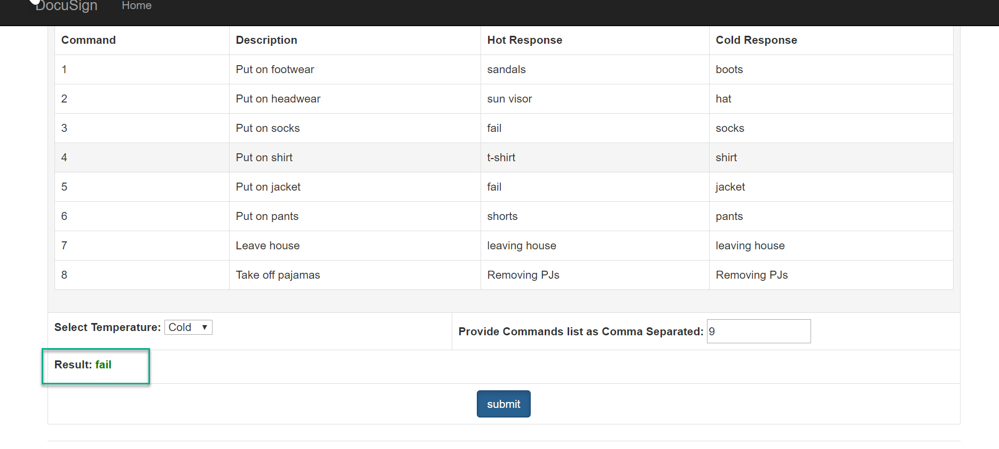 DocuSign Home
Command Description Hot Response Cold Response
1 Put on footwear sandals boots
2 Put on headwear sun visor hat
3 Put on socks fail socks
4 Put on shirt t-shirt shirt
5 Put on jacket fail jacket
6 Put on pants shorts pants
7 Leave house leaving house leaving house
8 Take off pajamas Removing PJs Removing PJs
Select Temperature: Cold ▼ Provide Commands list as Comma Separated: 9
Result: fail
submit